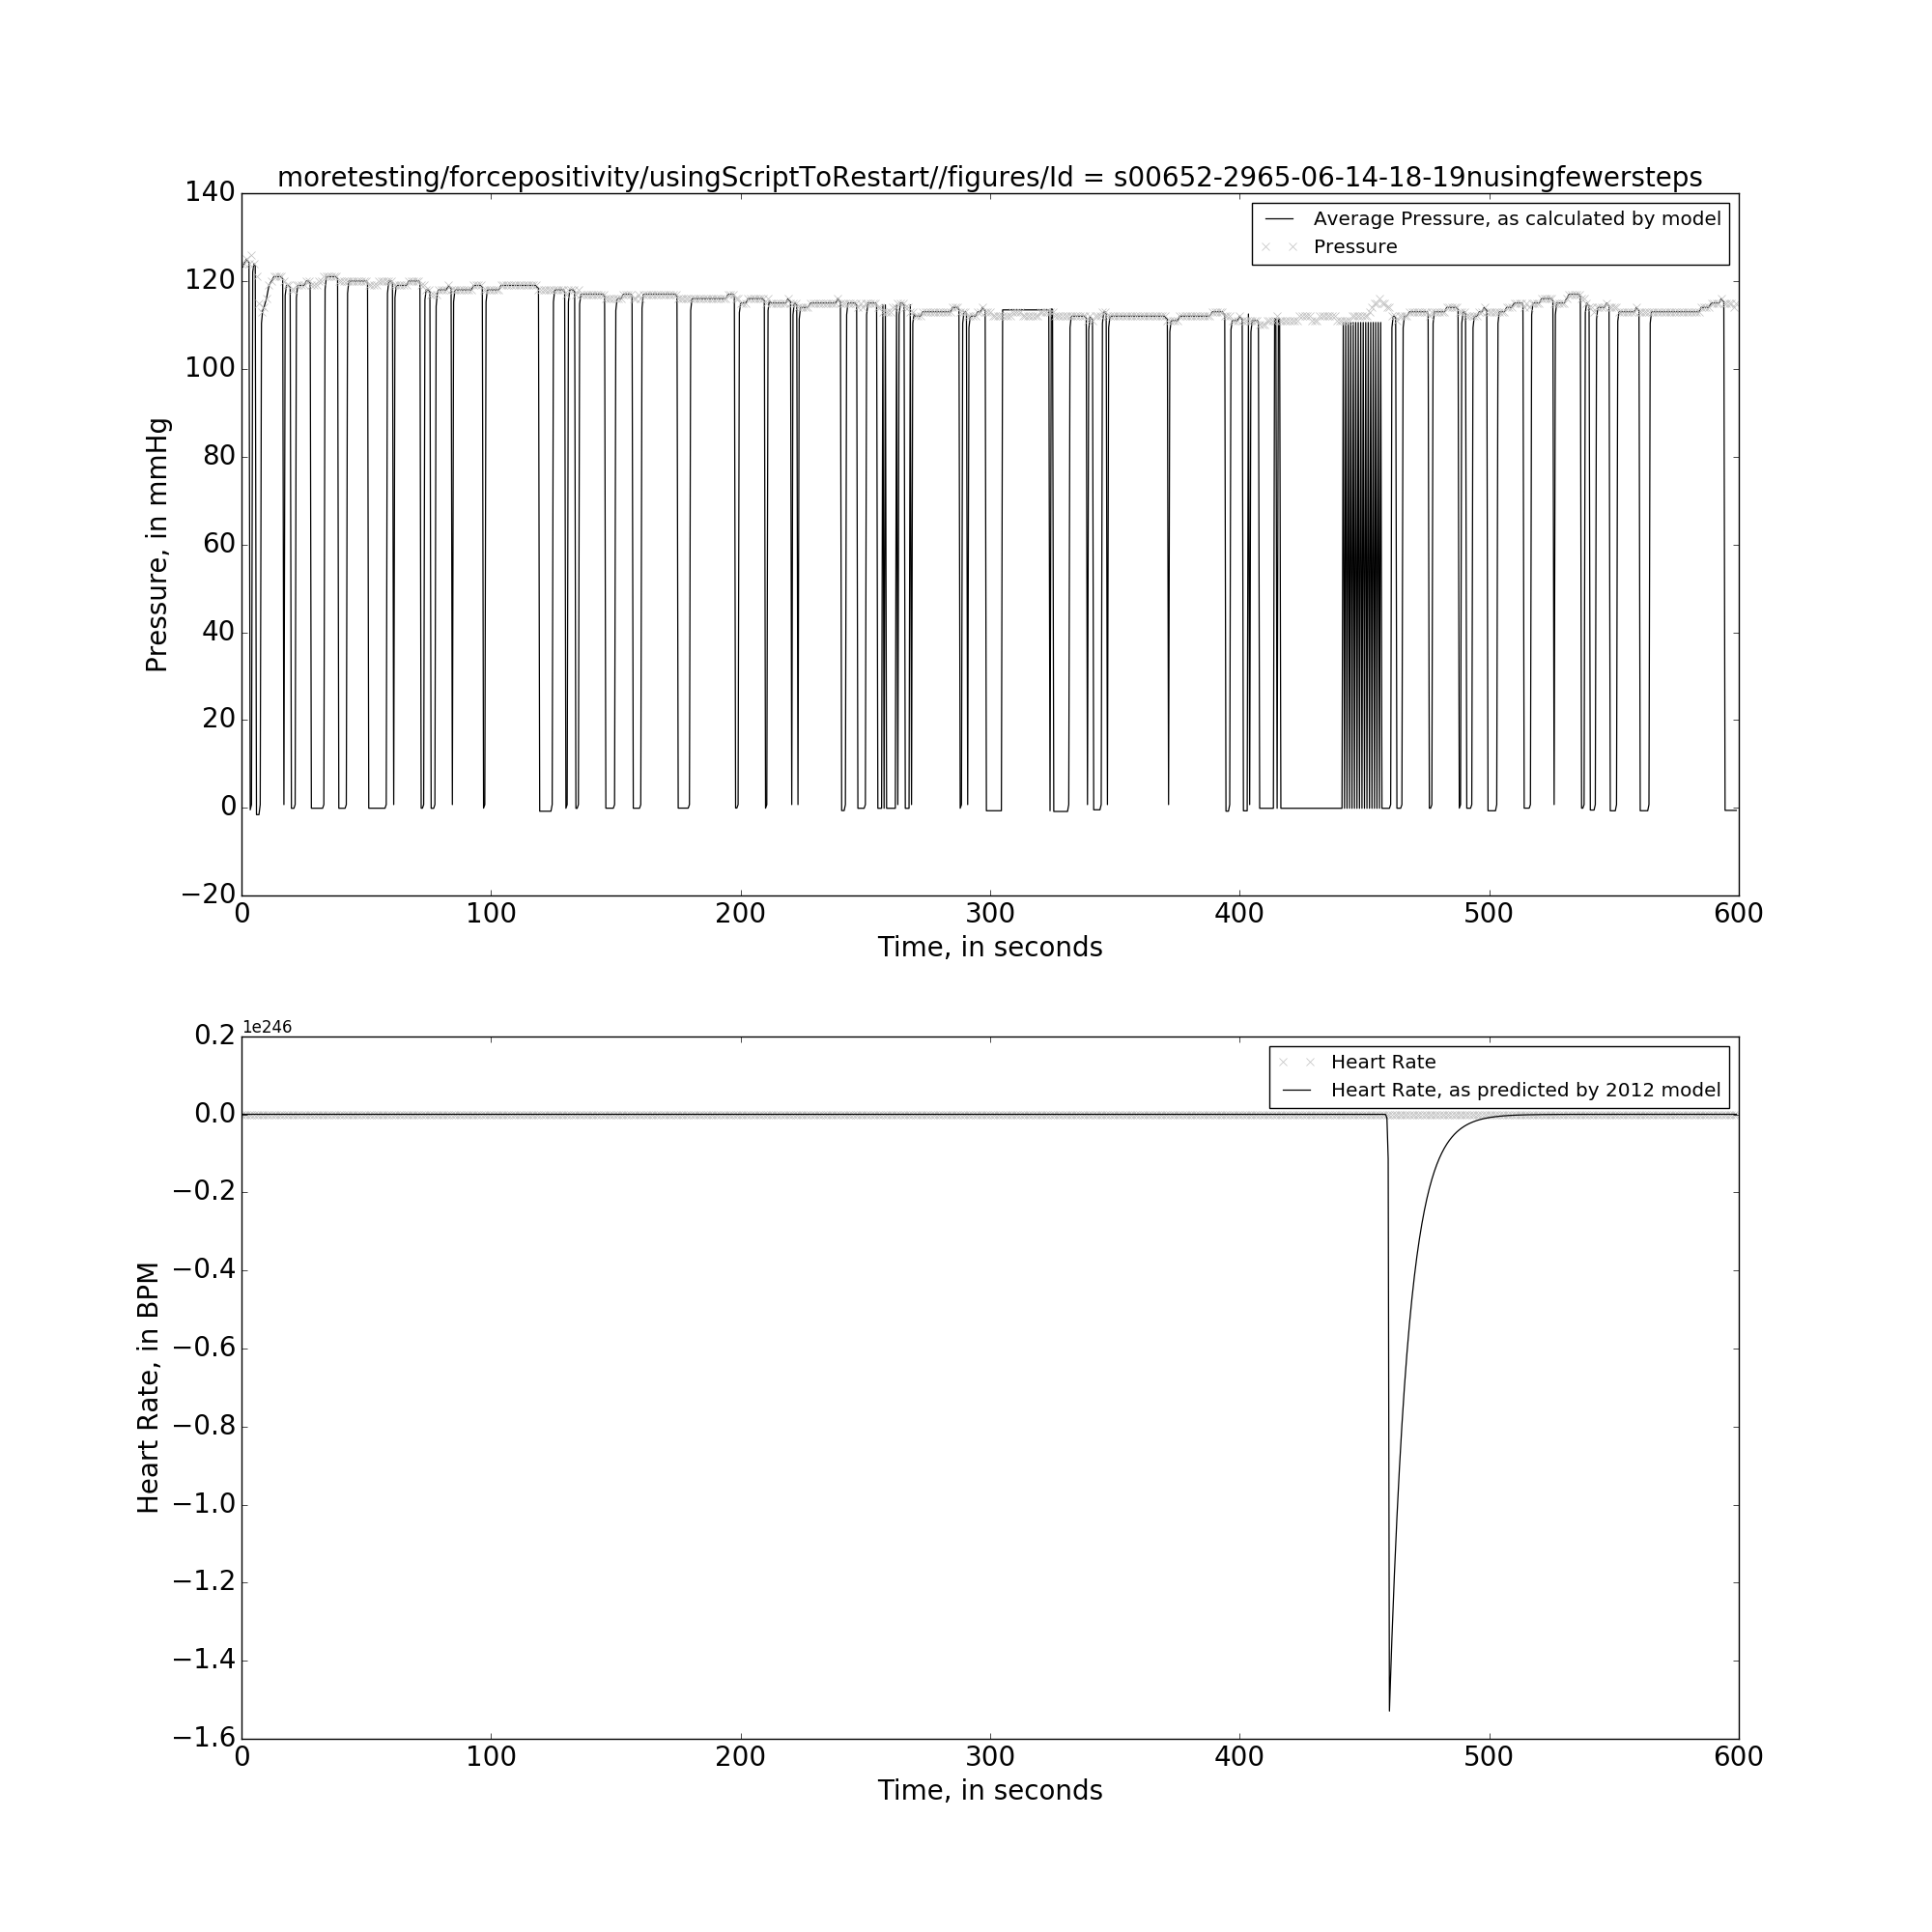 moretesting/forcepositivity/usingScriptToRestart//figures/Id = s00652-2965-06-14-18-19nusingfewersteps
140
120
100
80
60
40
20
0
−20
Pressure, in mmHg
Average Pressure, as calculated by model
Pressure
0 100 200 300 400 500 600
Time, in seconds
1e246
0.2
0.0
−0.2
−0.4
−0.6
−0.8
−1.0
−1.2
−1.4
−1.6
Heart Rate, in BPM
Heart Rate
Heart Rate, as predicted by 2012 model
0 100 200 300 400 500 600
Time, in seconds